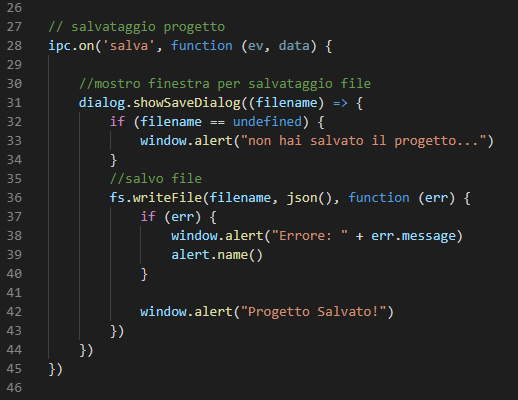 26
27 // salvataggio progetto
28 ipc.on('salva', function (ev, data) {
29
30     //mostro finestra per salvataggio file
31     dialog.showSaveDialog((filename) => {
32         if (filename == undefined) {
33             window.alert("non hai salvato il progetto...")
34         }
35         //salvo file
36         fs.writeFile(filename, json(), function (err) {
37             if (err) {
38                 window.alert("Errore: " + err.message)
39                 alert.name()
40             }
41
42             window.alert("Progetto Salvato!")
43         })
44     })
45 })
46